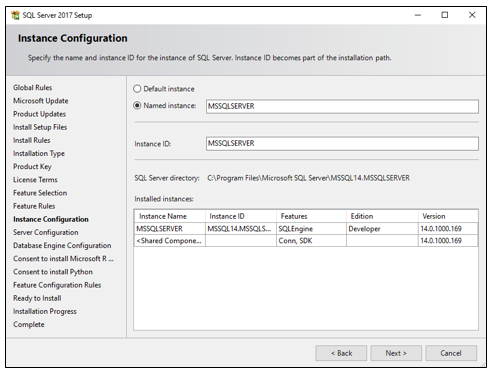 SQL Server 2017 Setup
Instance Configuration
Specify the name and instance ID for the instance of SQL Server. Instance ID becomes part of the installation path.
Global Rules
Microsoft Update
Product Updates
Install Setup Files
Install Rules
Installation Type
Product Key
License Terms
Feature Selection
Feature Rules
Instance Configuration
Server Configuration
Database Engine Configuration
Consent to install Microsoft R ...
Consent to install Python
Feature Configuration Rules
Ready to Install
Installation Progress
Complete
Default instance
Named instance: MSSQLSERVER
Instance ID: MSSQLSERVER
SQL Server directory: C:\Program Files\Microsoft SQL Server\MSSQL14.MSSQLSERVER
Installed instances:
Instance Name Instance ID Features Edition Version
MSSQLSERVER MSSQL14.MSSQLS... SQLEngine Developer 14.0.1000.169
<Shared Compone... Conn, SDK 14.0.1000.169
< Back Next > Cancel